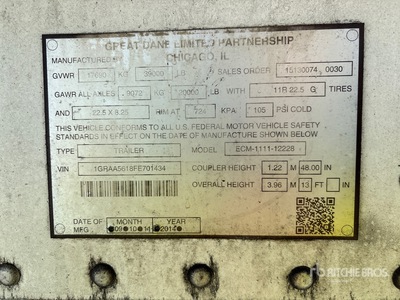 GREAT DANE LIMITED PARTNERSHIP
MANUFACTURED BY CHICAGO, IL
GVWR KG 39000 LB SALES ORDER 15130074 0030
GAWR ALL AXLES 9072 KG 20000 LB WITH 11R 22.5 G TIRES
AND 22.5 X 8.25 RIM AT 724 KPA 105 PSI COLD
THIS VEHICLE CONFORMS TO ALL U.S. FEDERAL MOTOR VEHICLE SAFETY
STANDARDS IN EFFECT ON THE DATE OF MANUFACTURE SHOWN BELOW
TYPE TRAILER MODEL ECM-1111-12228
VIN 1GRAA5618FE701434 COUPLER HEIGHT 1.22 M 48.00 IN
OVERALL HEIGHT 3.96 M 13 FT IN
DATE OF MFG. MONTH YEAR
09 10 14 2014
RITCHIE BROS.